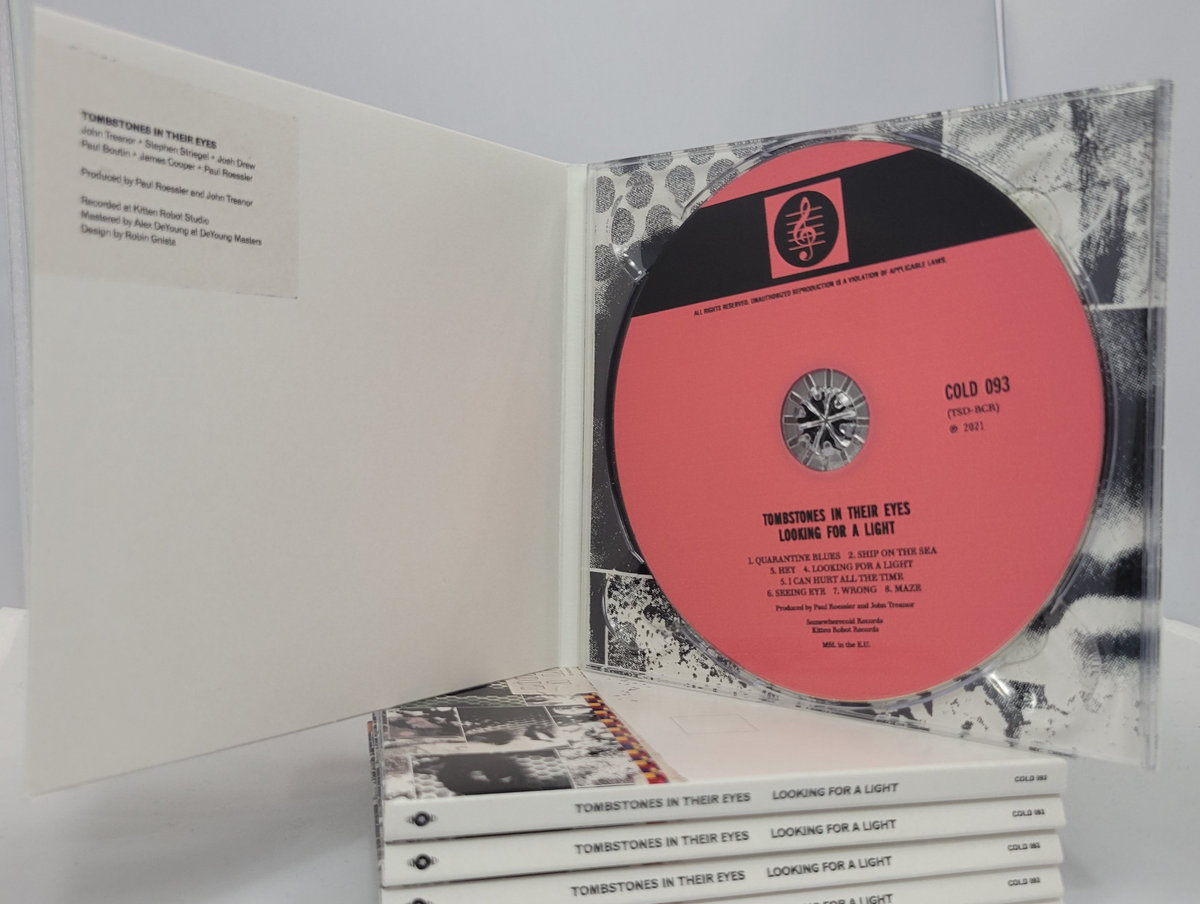 TOMBSTONES IN THEIR EYES
John Treanor • Stephen Striegel • Josh Drew
Paul Boutin • James Cooper • Paul Roessler
Produced by Paul Roessler and John Treanor
Recorded at Kitten Robot Studio
Mastered by Alex DeYoung at DeYoung Masters
Design by Robin Gniista
ALL RIGHTS RESERVED. UNAUTHORIZED REPRODUCTION IS A VIOLATION OF APPLICABLE LAWS.
COLD 093
(TSD-BCR)
℗ 2021
TOMBSTONES IN THEIR EYES
LOOKING FOR A LIGHT
1. QUARANTINE BLUES 2. SHIP ON THE SEA
3. HEY 4. LOOKING FOR A LIGHT
5. I CAN HURT ALL THE TIME
6. SEEING EYE 7. WRONG 8. MAZE
Produced by Paul Roessler and John Treanor
Somewherecold Records
Kitten Robot Records
Mfd. in the E.U.
TOMBSTONES IN THEIR EYES LOOKING FOR A LIGHT COLD 093
TOMBSTONES IN THEIR EYES LOOKING FOR A LIGHT COLD 093
TOMBSTONES IN THEIR EYES LOOKING FOR A LIGHT COLD 093
LOOKING FOR A LIGHT